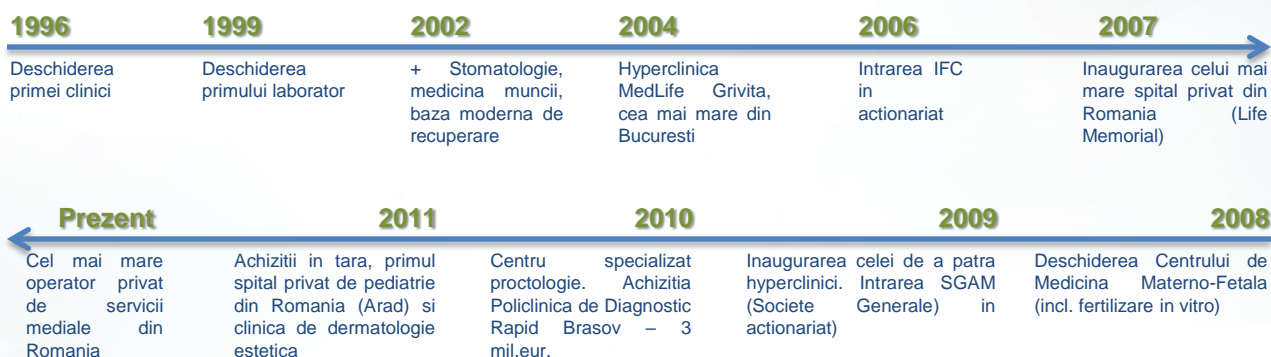 1996
Deschiderea
primei clinici
1999
Deschiderea
primului laborator
2002
+ Stomatologie,
medicina muncii,
baza moderna de
recuperare
2004
Hyperclinica
MedLife Grivita,
cea mai mare din
Bucuresti
2006
Intrarea IFC
in
actionariat
2007
Inaugurarea celui mai
mare spital privat din
Romania (Life
Memorial)
Prezent
Cel mai mare
operator privat
de servicii
mediale din
Romania
2011
Achizitii in tara, primul
spital privat de pediatrie
din Romania (Arad) si
clinica de dermatologie
estetica
2010
Centru specializat
proctologie. Achizitia
Policlinica de Diagnostic
Rapid Brasov – 3
mil.eur.
2009
Inaugurarea celei de a patra
hyperclinici. Intrarea SGAM
(Societe Generale) in
actionariat)
2008
Deschiderea Centrului de
Medicina Materno-Fetala
(incl. fertilizare in vitro)